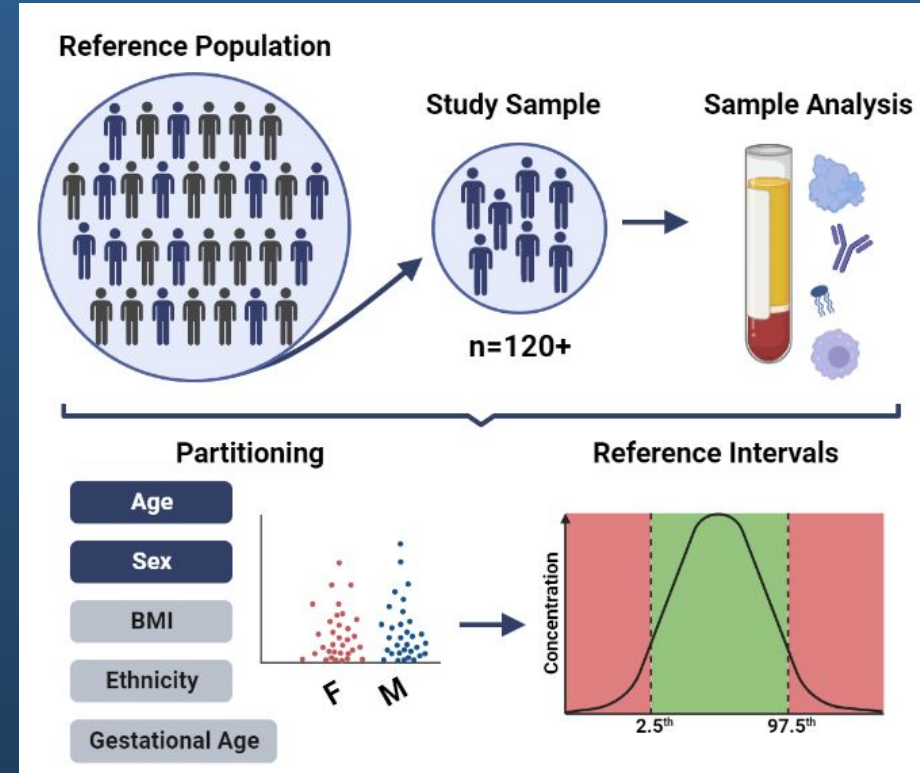 Reference Population
Study Sample
Sample Analysis
n=120+
Partitioning
Age
Sex
BMI
Ethnicity
Gestational Age
F
M
Reference Intervals
Concentration
2.5th
97.5th